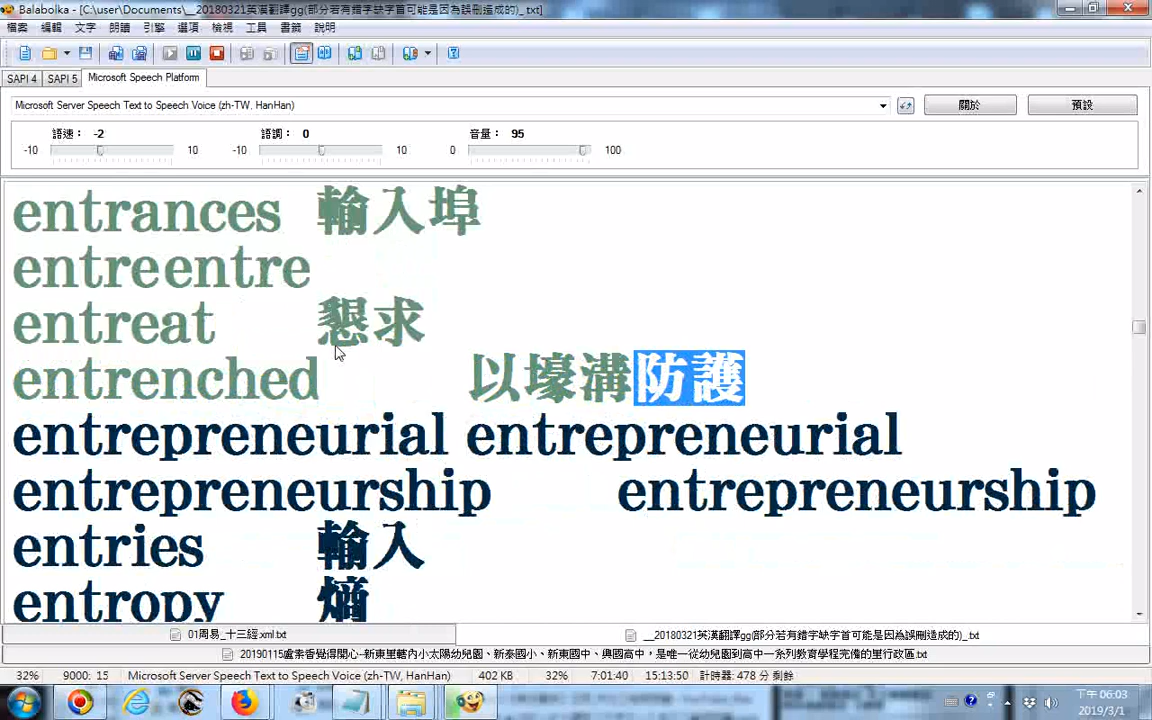 Balabolka - [C:\user\Documents\__20180321英漢翻譯gg(部分若有錯字缺字首可能是因為誤刪造成的)_.txt]
檔案 編輯 文字 朗讀 引擎 選項 檢視 工具 書籤 說明
SAPI 4 SAPI 5 Microsoft Speech Platform
Microsoft Server Speech Text to Speech Voice (zh-TW, HanHan) 關於 預設
語速： -2 語調： 0 音量： 95
-10 10 -10 10 0 100
entrances 輸入埠
entreentre
entreat 懇求
entrenched 以壕溝防護
entrepreneurial entrepreneurial
entrepreneurship entrepreneurship
entries 輸入
entropy 熵
01周易_十三經.xml.txt __20180321英漢翻譯gg(部分若有錯字缺字首可能是因為誤刪造成的)_.txt
20190115盧素香覺得開心-新東里轄內小太陽幼兒園、新泰國小、新東國中、興國高中，是唯一從幼兒園到高中一系列教育學程完備的里行政區.txt
32% 9000: 15 Microsoft Server Speech Text to Speech Voice (zh-TW, HanHan) 402 KB 32% 7:01:40 15:13:50 計時器: 478 分 剩餘
下午 06:03
2019/3/1